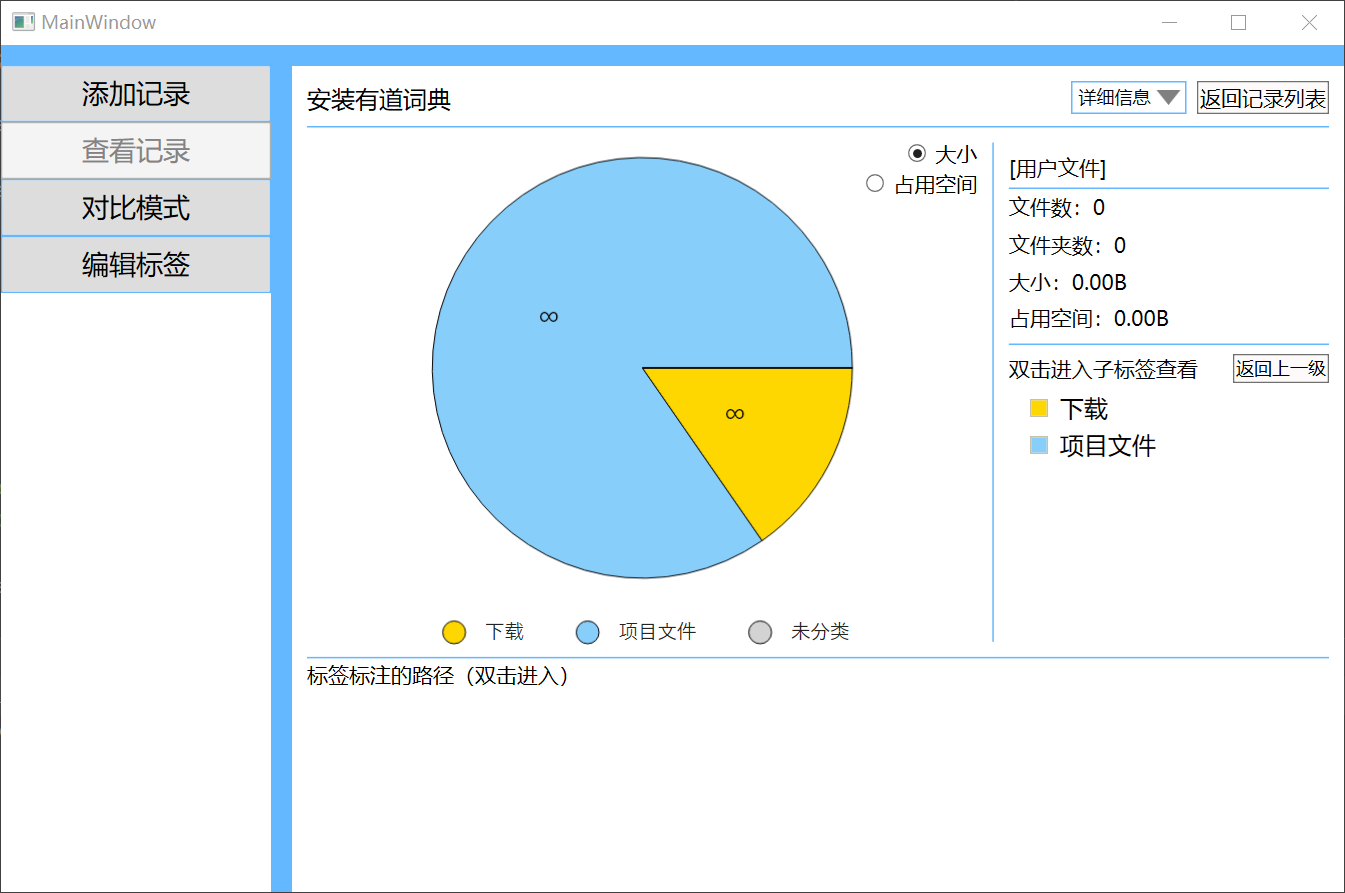 MainWindow
添加记录
查看记录
对比模式
编辑标签
安装有道词典
详细信息
返回记录列表
大小
占用空间
∞
∞
下载
项目文件
未分类
[用户文件]
文件数：0
文件夹数：0
大小：0.00B
占用空间：0.00B
双击进入子标签查看
返回上一级
下载
项目文件
标签标注的路径（双击进入）